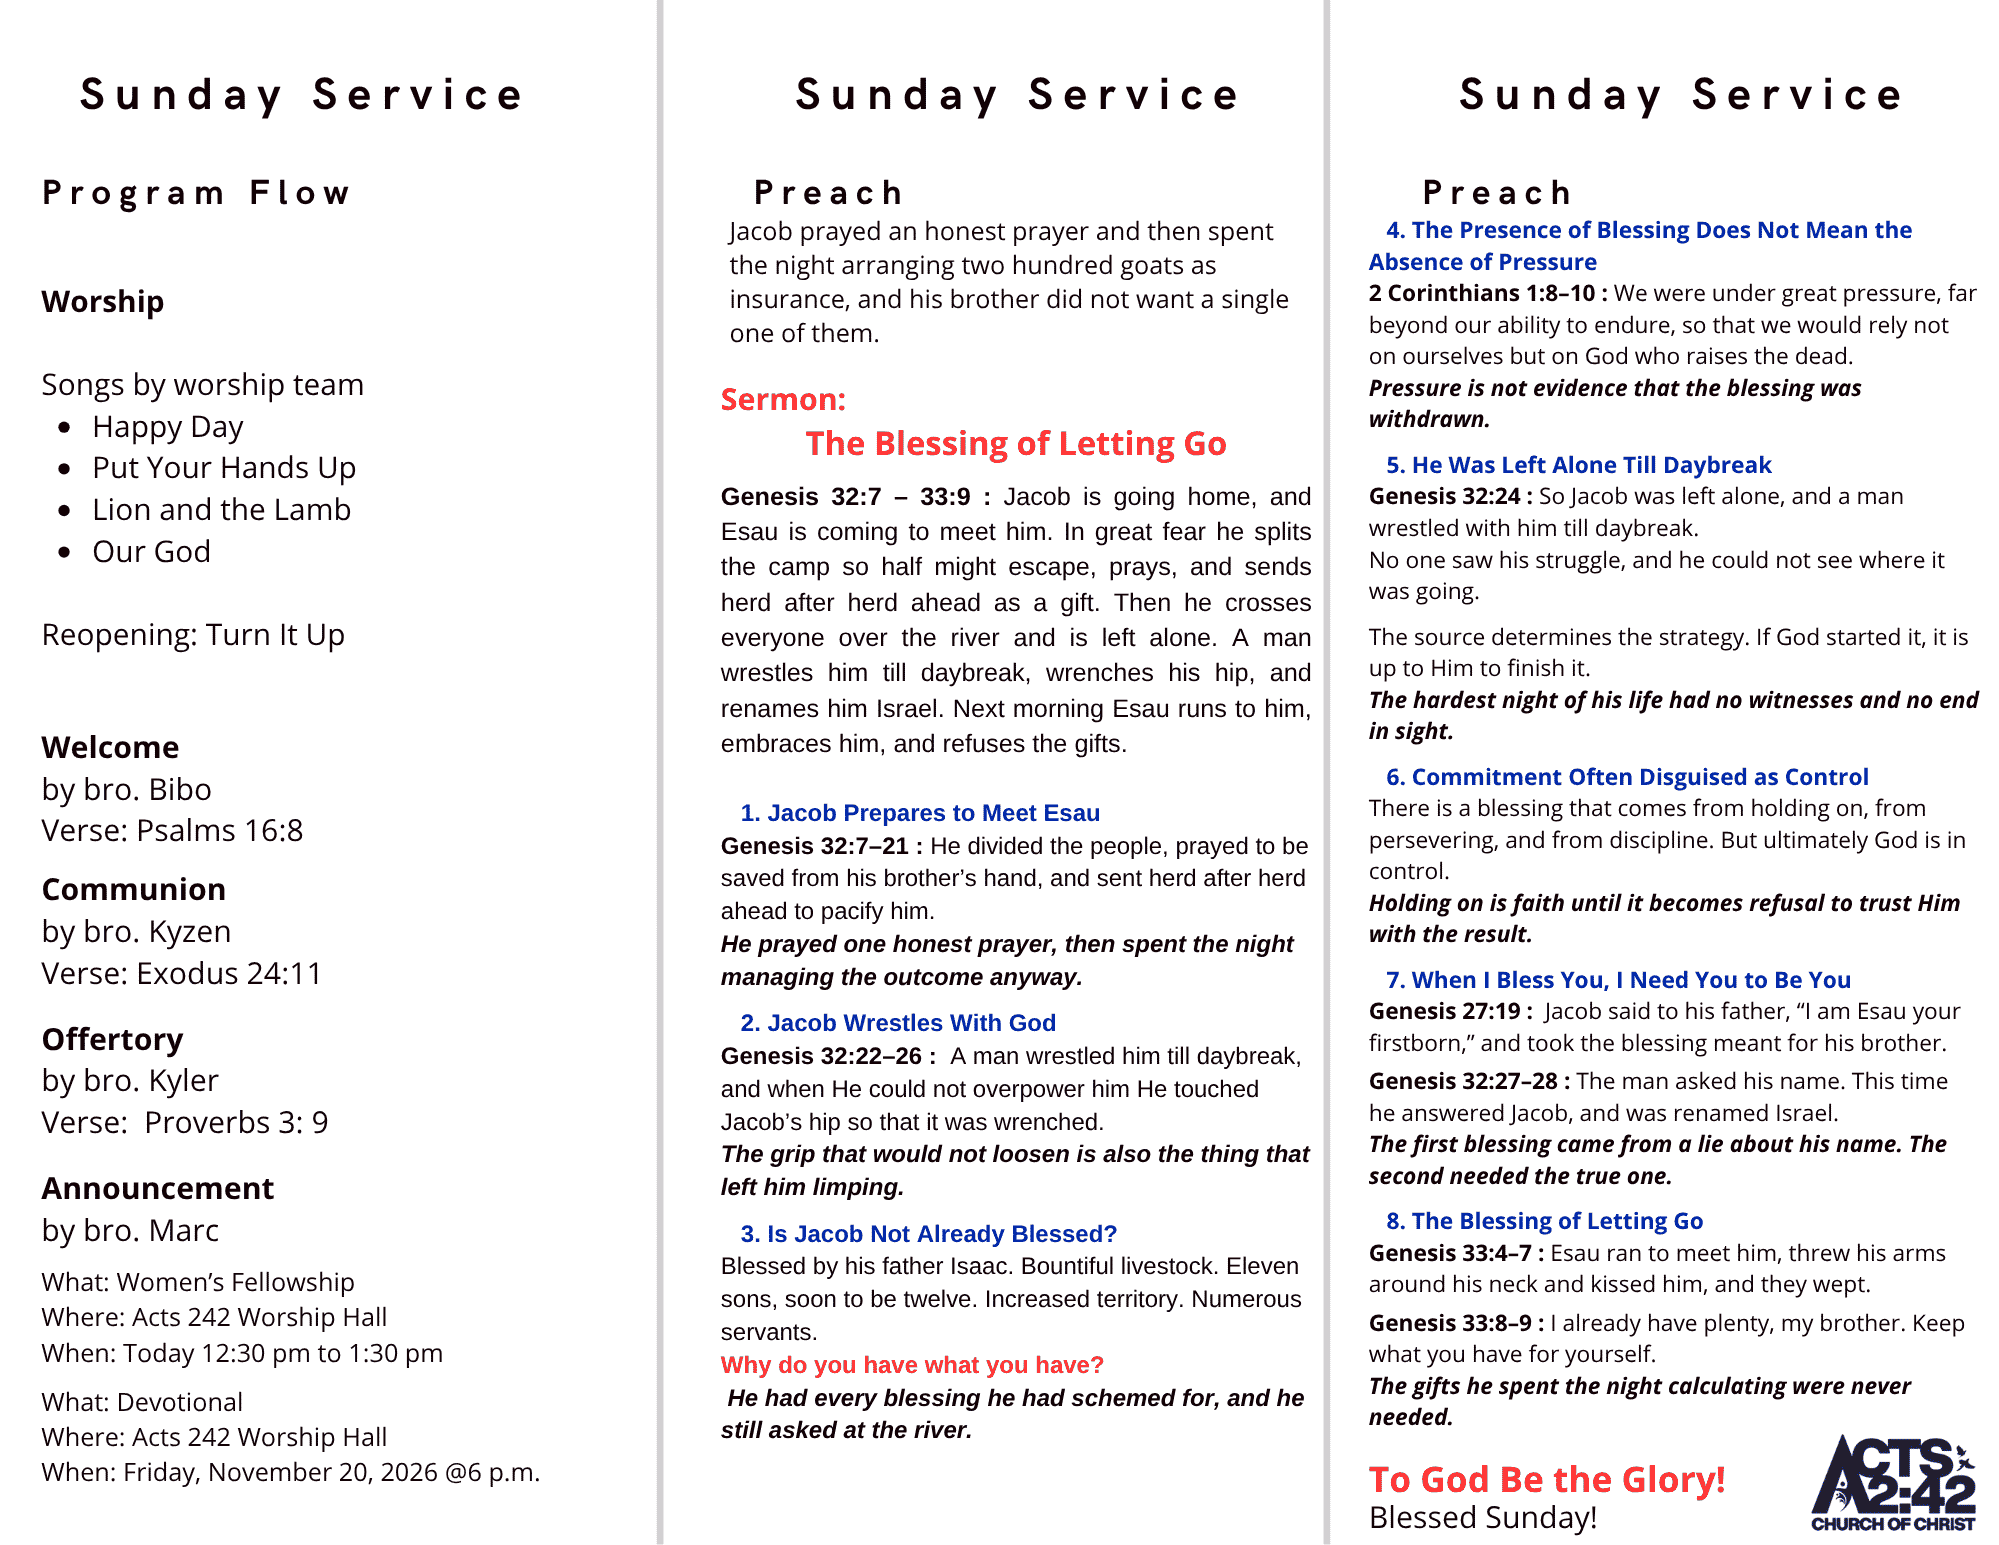 Sunday Service
Program Flow
Worship
Songs by worship team
• Happy Day
• Put Your Hands Up
• Lion and the Lamb
• Our God
Reopening: Turn It Up
Welcome
by bro. Bibo
Verse: Psalms 16:8
Communion
by bro. Kyzen
Verse: Exodus 24:11
Offertory
by bro. Kyler
Verse:  Proverbs 3: 9
Announcement
by bro. Marc
What: Women’s Fellowship
Where: Acts 242 Worship Hall
When: Today 12:30 pm to 1:30 pm
What: Devotional
Where: Acts 242 Worship Hall
When: Friday, November 20, 2026 @6 p.m.
Sunday Service
Preach
Jacob prayed an honest prayer and then spent
the night arranging two hundred goats as
insurance, and his brother did not want a single
one of them.
Sermon:
The Blessing of Letting Go
Genesis 32:7 – 33:9 : Jacob is going home, and
Esau is coming to meet him. In great fear he splits
the camp so half might escape, prays, and sends
herd after herd ahead as a gift. Then he crosses
everyone over the river and is left alone. A man
wrestles him till daybreak, wrenches his hip, and
renames him Israel. Next morning Esau runs to him,
embraces him, and refuses the gifts.
1. Jacob Prepares to Meet Esau
Genesis 32:7–21 : He divided the people, prayed to be
saved from his brother’s hand, and sent herd after herd
ahead to pacify him.
He prayed one honest prayer, then spent the night
managing the outcome anyway.
2. Jacob Wrestles With God
Genesis 32:22–26 :  A man wrestled him till daybreak,
and when He could not overpower him He touched
Jacob’s hip so that it was wrenched.
The grip that would not loosen is also the thing that
left him limping.
3. Is Jacob Not Already Blessed?
Blessed by his father Isaac. Bountiful livestock. Eleven
sons, soon to be twelve. Increased territory. Numerous
servants.
Why do you have what you have?
He had every blessing he had schemed for, and he
still asked at the river.
Sunday Service
Preach
4. The Presence of Blessing Does Not Mean the
Absence of Pressure
2 Corinthians 1:8–10 : We were under great pressure, far
beyond our ability to endure, so that we would rely not
on ourselves but on God who raises the dead.
Pressure is not evidence that the blessing was
withdrawn.
5. He Was Left Alone Till Daybreak
Genesis 32:24 : So Jacob was left alone, and a man
wrestled with him till daybreak.
No one saw his struggle, and he could not see where it
was going.
The source determines the strategy. If God started it, it is
up to Him to finish it.
The hardest night of his life had no witnesses and no end
in sight.
6. Commitment Often Disguised as Control
There is a blessing that comes from holding on, from
persevering, and from discipline. But ultimately God is in
control.
Holding on is faith until it becomes refusal to trust Him
with the result.
7. When I Bless You, I Need You to Be You
Genesis 27:19 :  Jacob said to his father, “I am Esau your
firstborn,” and took the blessing meant for his brother.
Genesis 32:27–28 : The man asked his name. This time
he answered Jacob, and was renamed Israel.
The first blessing came from a lie about his name. The
second needed the true one.
8. The Blessing of Letting Go
Genesis 33:4–7 : Esau ran to meet him, threw his arms
around his neck and kissed him, and they wept.
Genesis 33:8–9 : I already have plenty, my brother. Keep
what you have for yourself.
The gifts he spent the night calculating were never
needed.
To God Be the Glory!
Blessed Sunday!
ACTS
2:42
CHURCH OF CHRIST